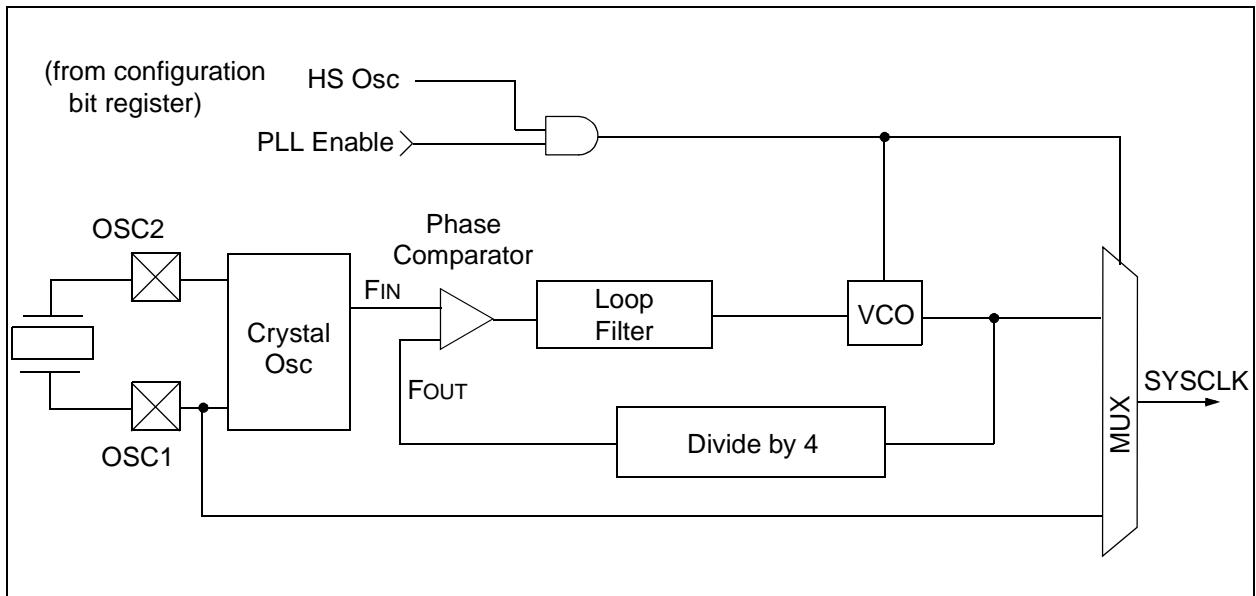 (from configuration
bit register)
HS Osc
PLL Enable
OSC2
Crystal
Osc
OSC1
FIN
Phase
Comparator
FOUT
Loop
Filter
VCO
Divide by 4
MUX
SYSCLK